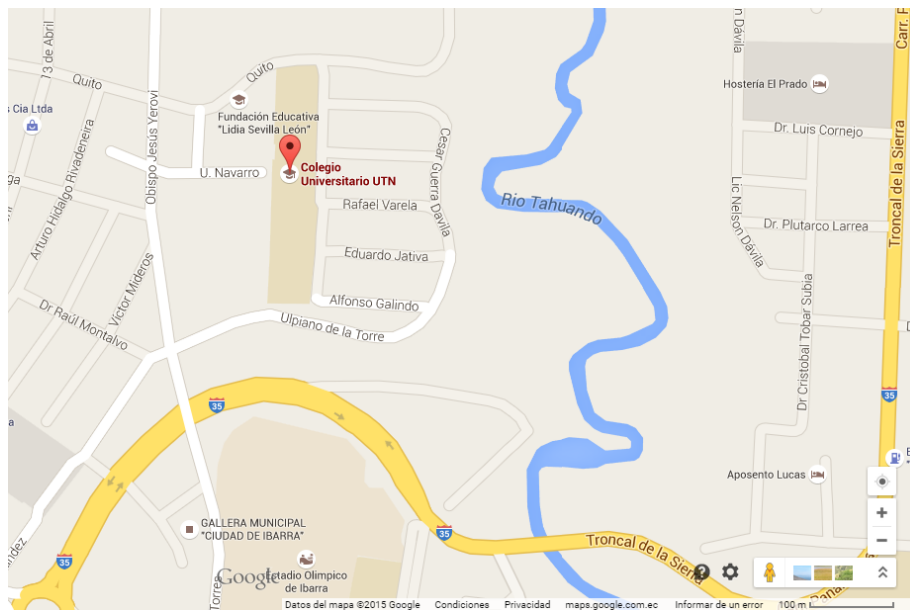 13 de Abril
Quito
Quito
s Cia Ltda
Fundación Educativa
"Lidia Sevilla León"
Colegio
Universitario UTN
U. Navarro
Obispo Jesús Yerovi
Arturo Hidalgo Rivadeneira
Víctor Mideros
Dr Raúl Montalvo
Cesar Guerra Davila
Rafael Varela
Eduardo Jativa
Alfonso Galindo
Ulpiano de la Torre
Rio Tahuando
Hostería El Prado
Dr. Luis Cornejo
Lic Nelson Dávila
Dr. Plutarco Larrea
Dr Cristobal Tobar Subia
Troncal de la Sierra
Carr.
35
35
35
35
Aposento Lucas
GALLERA MUNICIPAL
"CIUDAD DE IBARRA"
Estadio Olimpico
de Ibarra
Troncal de la Sierra
Google
Datos del mapa ©2015 Google
Condiciones
Privacidad
maps.google.com.ec
Informar de un error
100 m